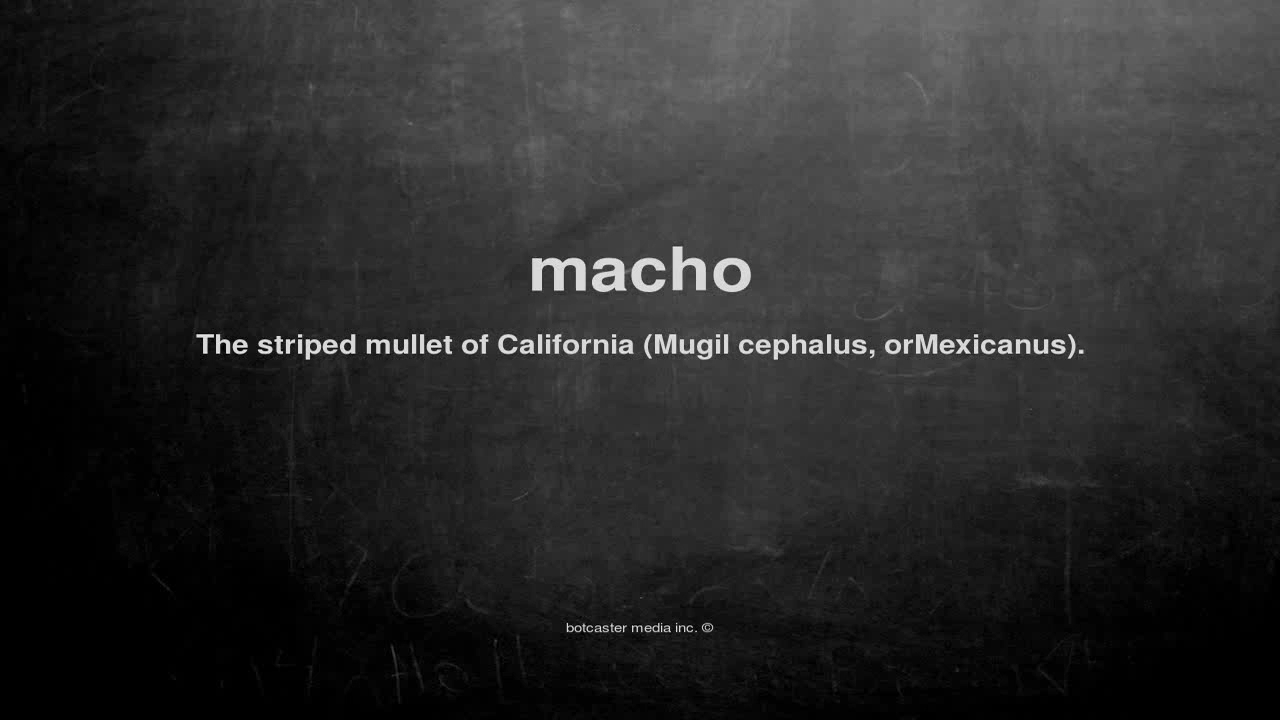 macho
The striped mullet of California (Mugil cephalus, orMexicanus).
botcaster media inc. ©